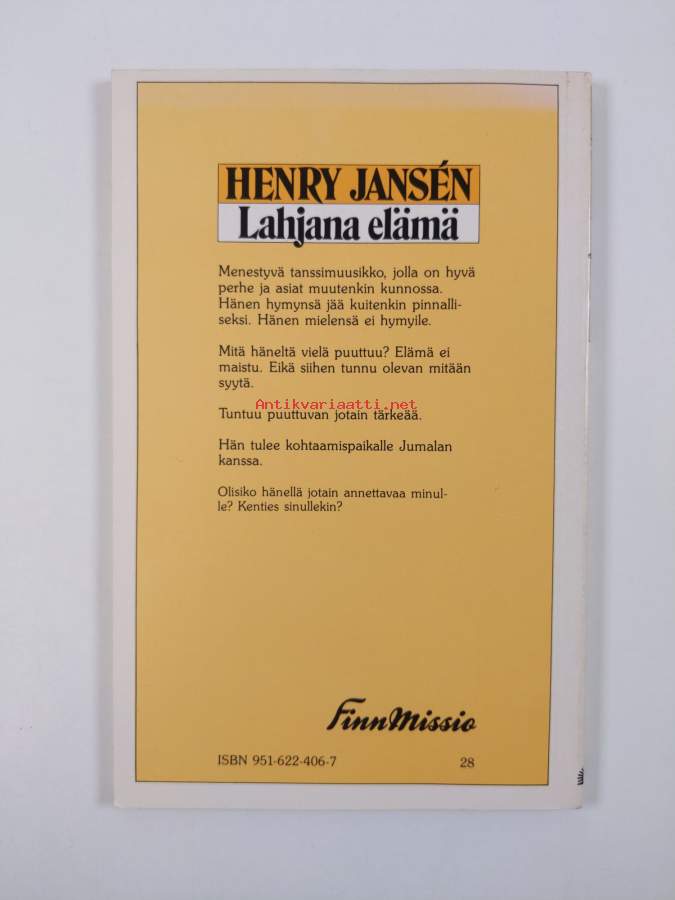 HENRY JANSÉN
Lahjana elämä
Menestyvä tanssimuusikko, jolla on hyvä
perhe ja asiat muutenkin kunnossa.
Hänen hymynsä jää kuitenkin pinnalli-
seksi. Hänen mielensä ei hymyile.
Mitä häneltä vielä puuttuu? Elämä ei
maistu. Eikä siihen tunnu olevan mitään
syytä.
Antikvariaatti.net
Tuntuu puuttuvan jotain tärkeää.
Hän tulee kohtaamispaikalle Jumalan
kanssa.
Olisiko hänellä jotain annettavaa minul-
le? Kenties sinullekin?
FinnMissio
ISBN 951-622-406-7 28